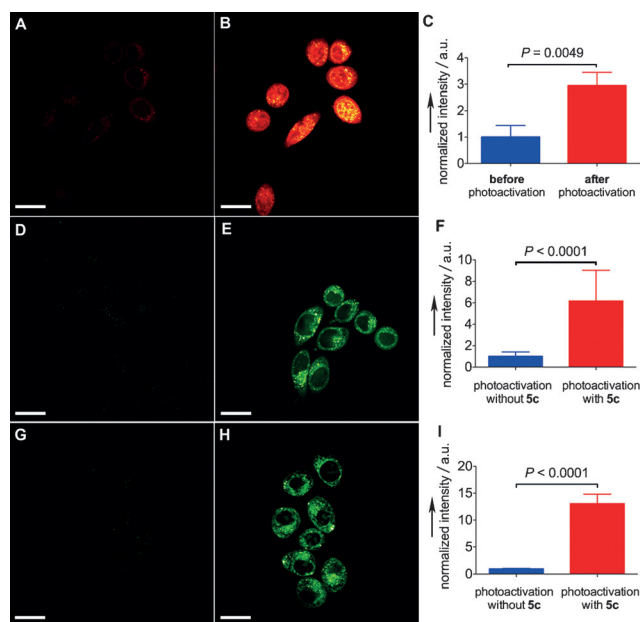 A
B
C
normalized intensity / a.u.
4
3
2
1
0
P = 0.0049
before
photoactivation
after
photoactivation
D
E
F
normalized intensity / a.u.
10
8
6
4
2
0
P < 0.0001
photoactivation
without 5c
photoactivation
with 5c
G
H
I
normalized intensity / a.u.
20
15
10
5
0
P < 0.0001
photoactivation
without 5c
photoactivation
with 5c